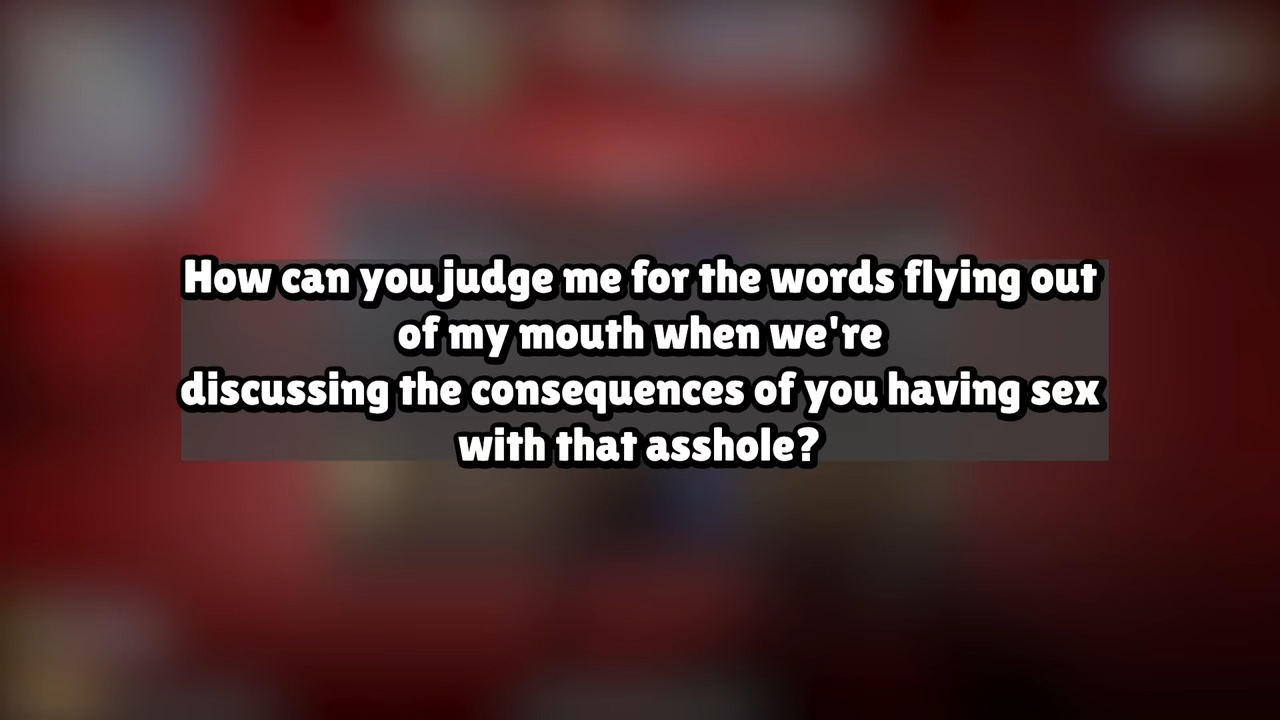 How can you judge me for the words flying out
of my mouth when we're
discussing the consequences of you having sex
with that asshole?